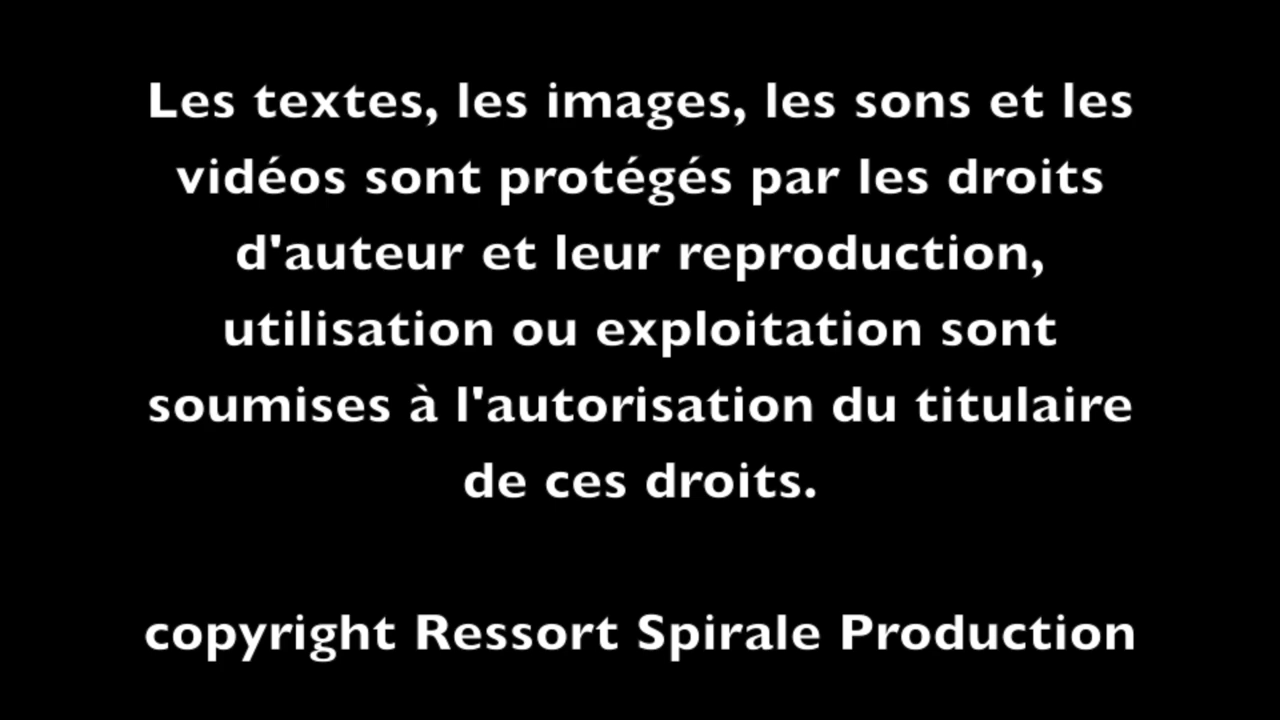 Les textes, les images, les sons et les
vidéos sont protégés par les droits
d'auteur et leur reproduction,
utilisation ou exploitation sont
soumises à l'autorisation du titulaire
de ces droits.
copyright Ressort Spirale Production